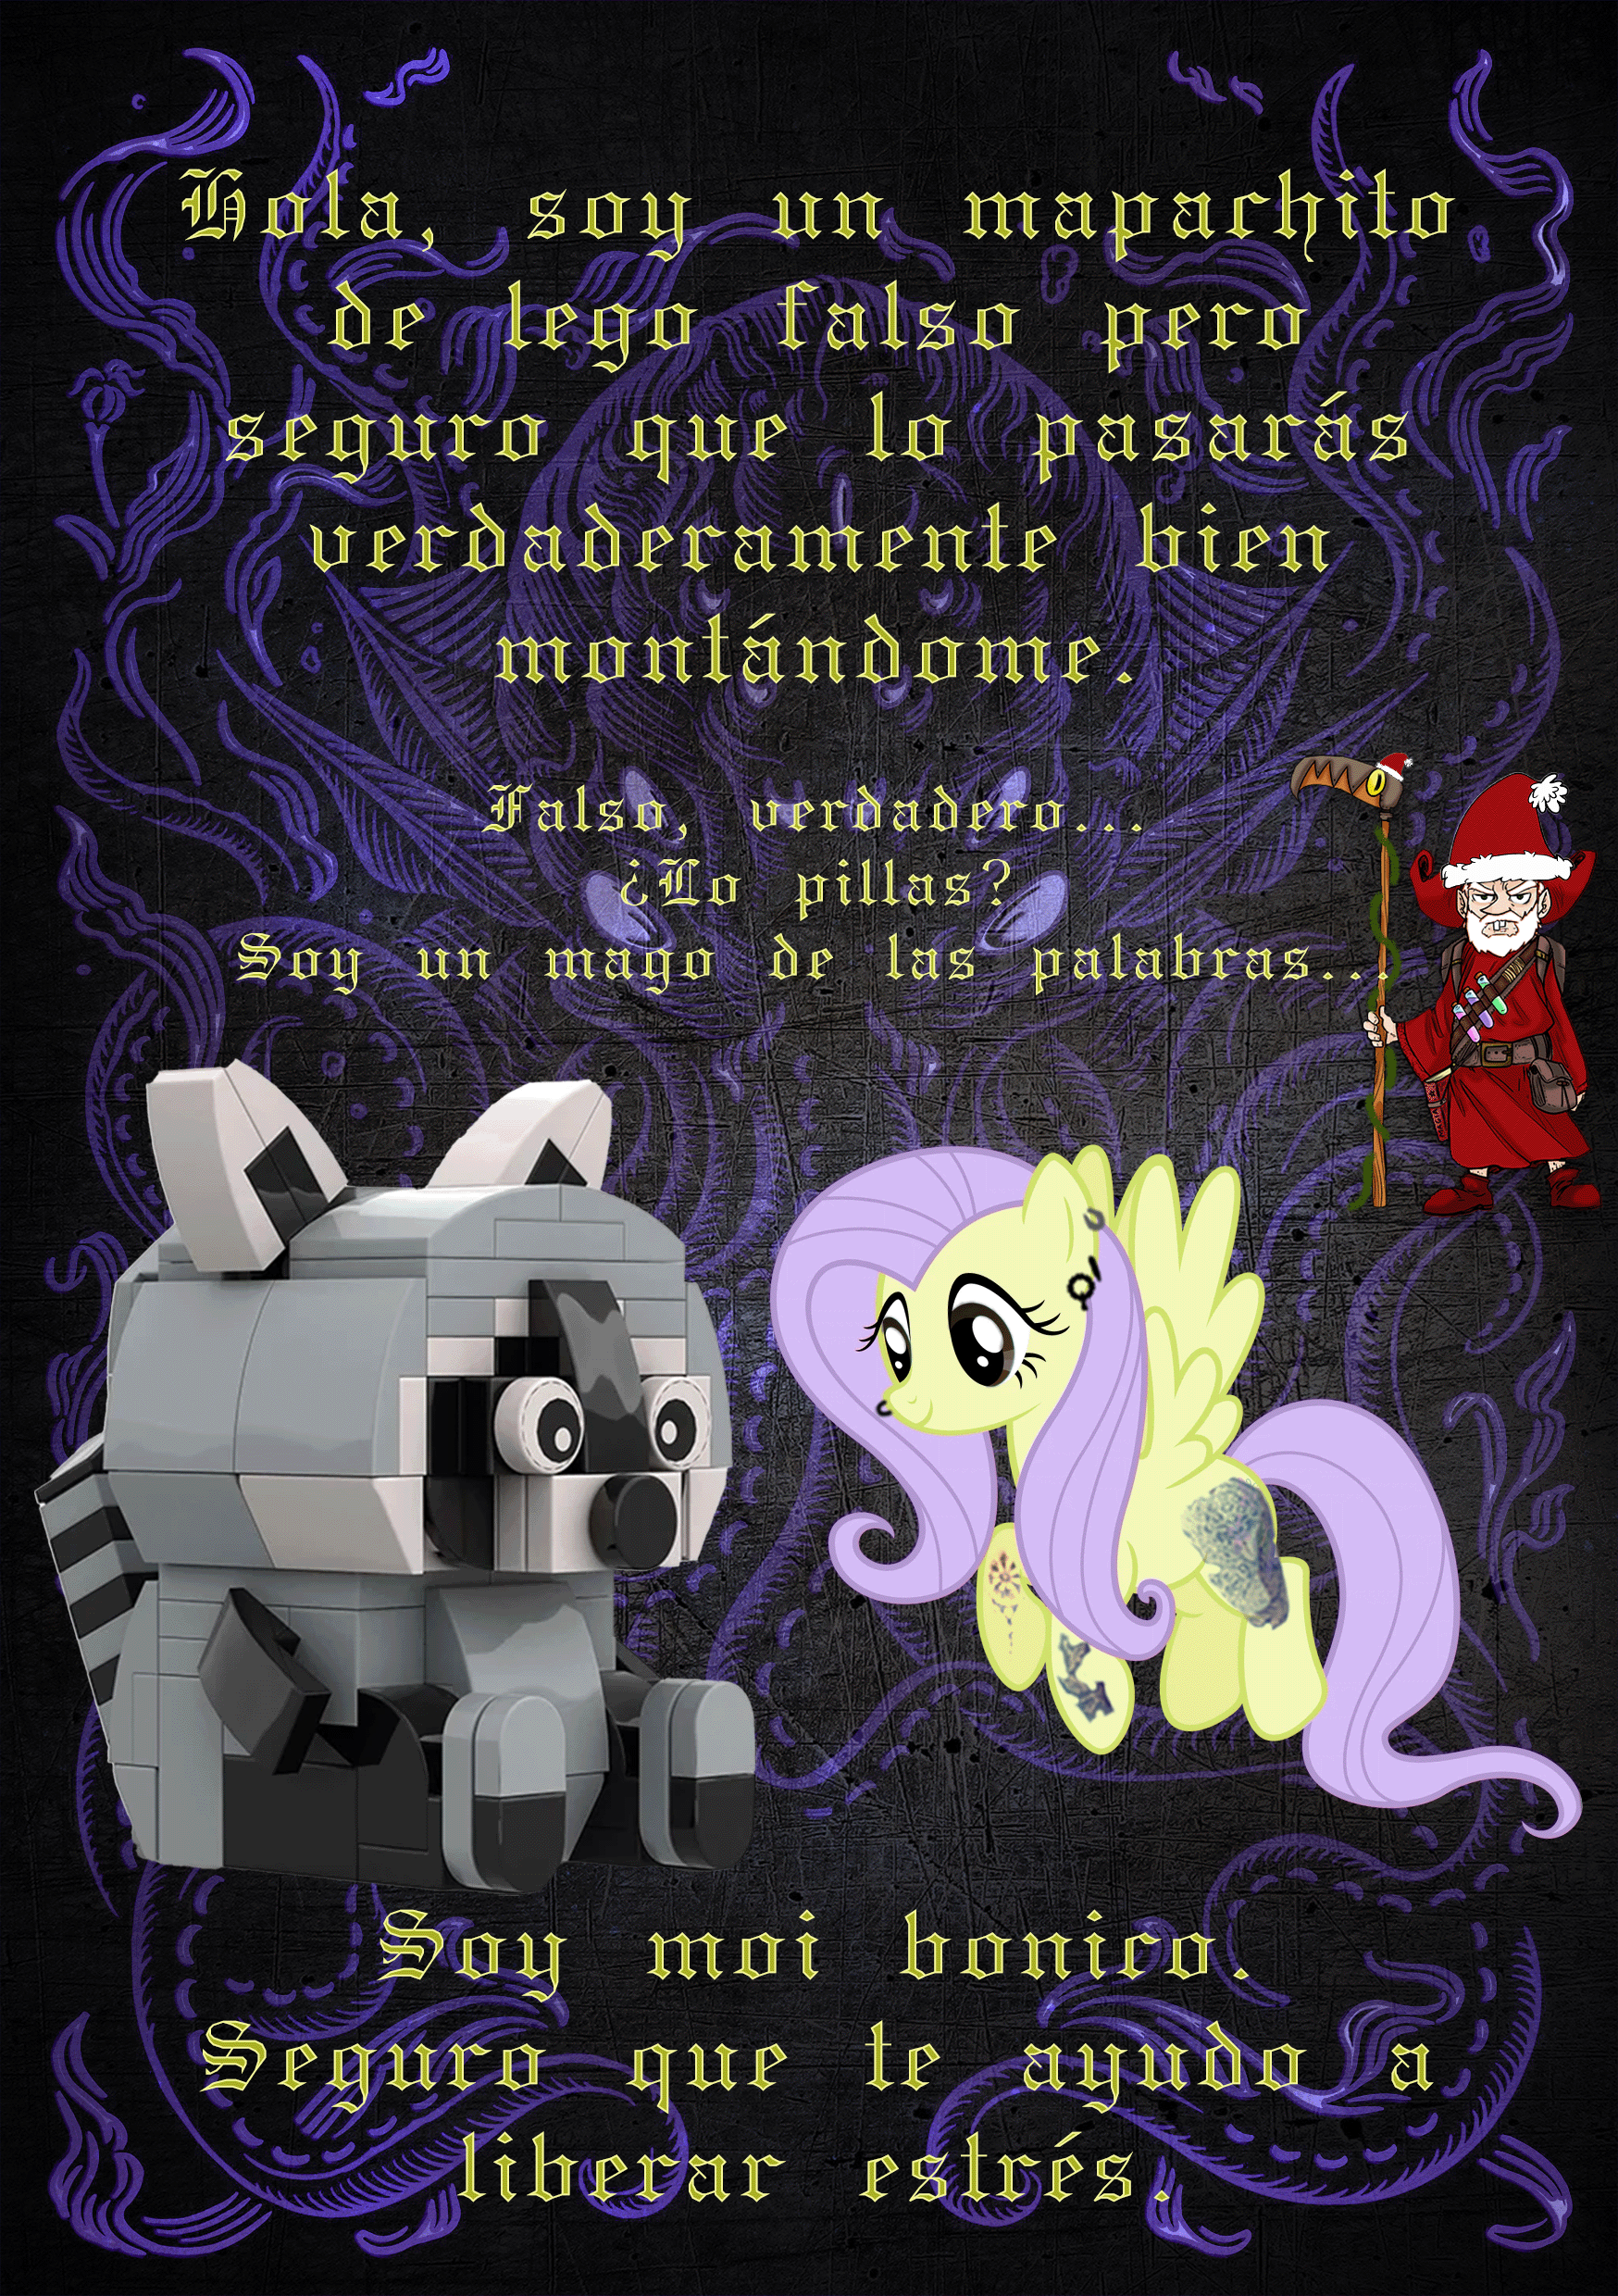 Hola, soy un mapachito
de lego falso pero
seguro que lo pasarás
verdaderamente bien
montándome.
Falso, verdadero...
¿Lo pillas?
Soy un mago de las palabras...
Soy moi bonico.
Seguro que te ayudo a
liberar estrés.